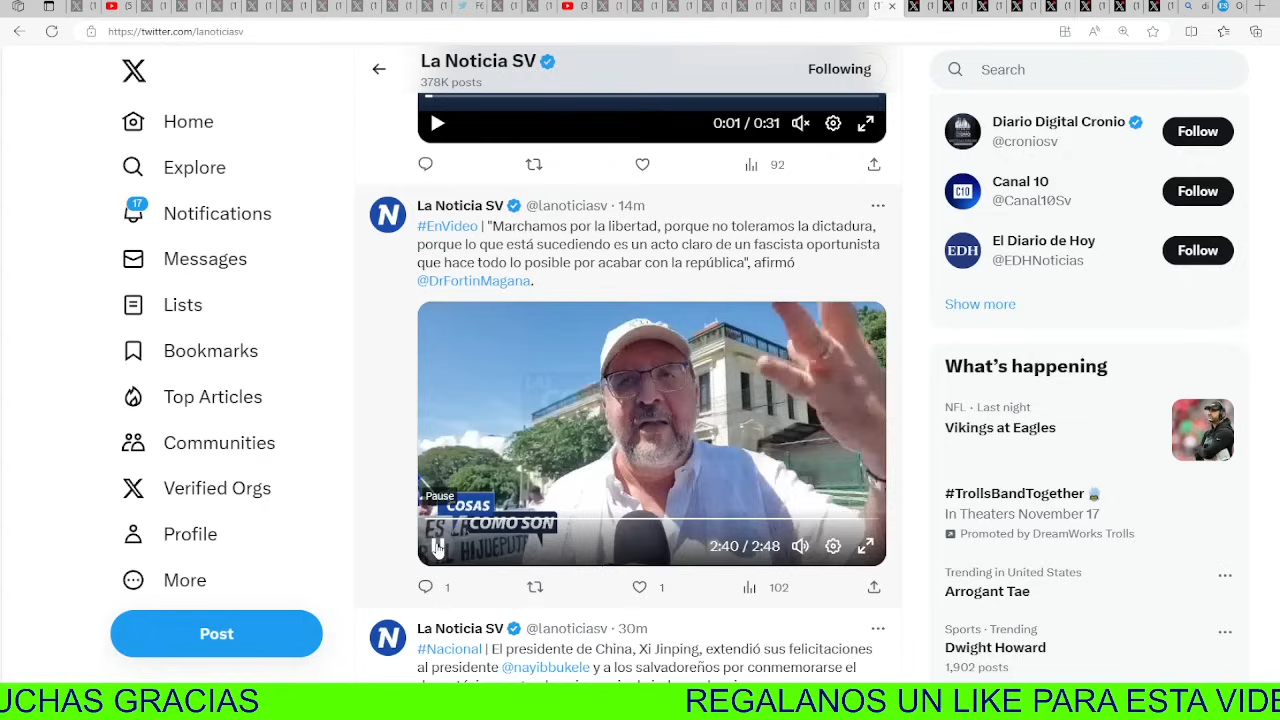 https://twitter.com/lanoticiasv
La Noticia SV
378K posts
Following
Search
Home
Explore
17
Notifications
Messages
Lists
Bookmarks
Top Articles
Communities
Verified Orgs
Profile
More
Post
0:01 / 0:31
92
La Noticia SV @lanoticiasv · 14m
#EnVideo | "Marchamos por la libertad, porque no toleramos la dictadura,
porque lo que está sucediendo es un acto claro de un fascista oportunista
que hace todo lo posible por acabar con la república", afirmó
@DrFortinMagana.
Pause
COSAS
COMO SON
ES LA
HIJUEPUT
2:40 / 2:48
1
1
102
La Noticia SV @lanoticiasv · 30m
#Nacional | El presidente de China, Xi Jinping, extendió sus felicitaciones
al presidente @nayibbukele y a los salvadoreños por conmemorarse el
Diario Digital Cronio
@croniosv
Follow
C10
Canal 10
@Canal10Sv
Follow
EDH
El Diario de Hoy
@EDHNoticias
Follow
Show more
What's happening
NFL · Last night
Vikings at Eagles
#TrollsBandTogether
In Theaters November 17
Promoted by DreamWorks Trolls
Trending in United States
Arrogant Tae
Sports · Trending
Dwight Howard
1,902 posts
UCHAS GRACIAS
REGALANOS UN LIKE PARA ESTA VIDE